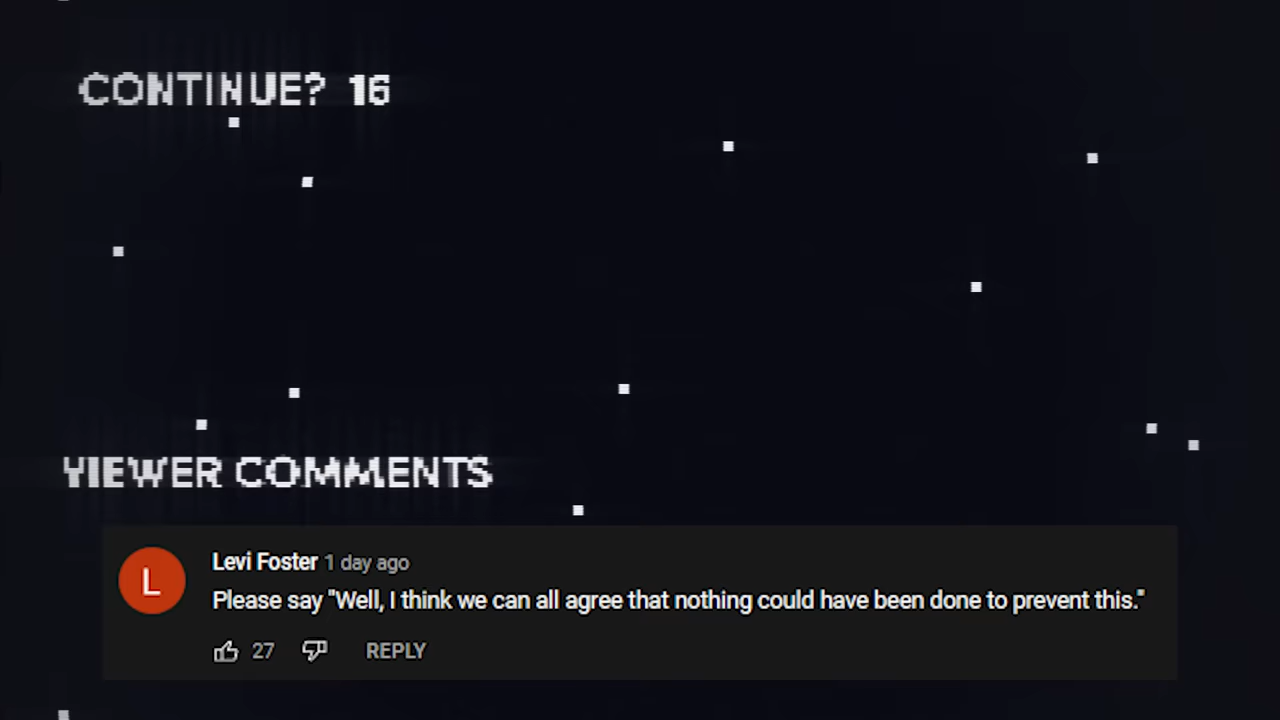 CONTINUE? 16
VIEWER COMMENTS
L
Levi Foster 1 day ago
Please say "Well, I think we can all agree that nothing could have been done to prevent this."
27 REPLY